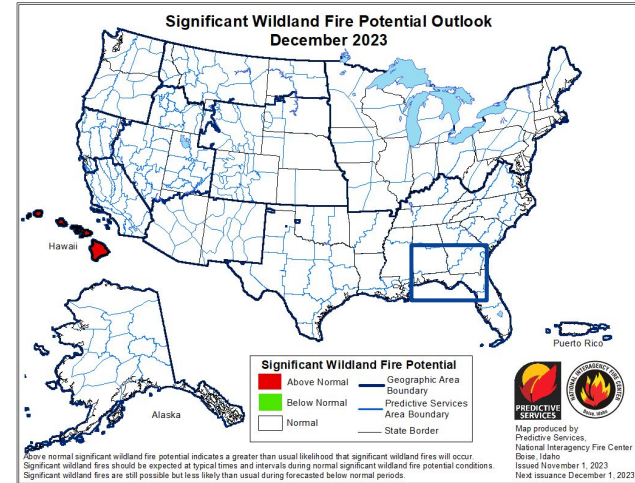 Significant Wildland Fire Potential Outlook
December 2023
Hawaii
Alaska
Puerto Rico
Significant Wildland Fire Potential
Above Normal
Below Normal
Normal
Geographic Area
Boundary
Predictive Services
Area Boundary
State Border
PREDICTIVE
SERVICES
NATIONAL INTERAGENCY FIRE CENTER
Boise, Idaho
Map produced by
Predictive Services,
National Interagency Fire Center
Boise, Idaho
Issued November 1, 2023
Next issuance December 1, 2023
Above normal significant wildland fire potential indicates a greater than usual likelihood that significant wildland fires will occur.
Significant wildland fires should be expected at typical times and intervals during normal significant wildland fire potential conditions.
Significant wildland fires are still possible but less likely than usual during forecasted below normal periods.